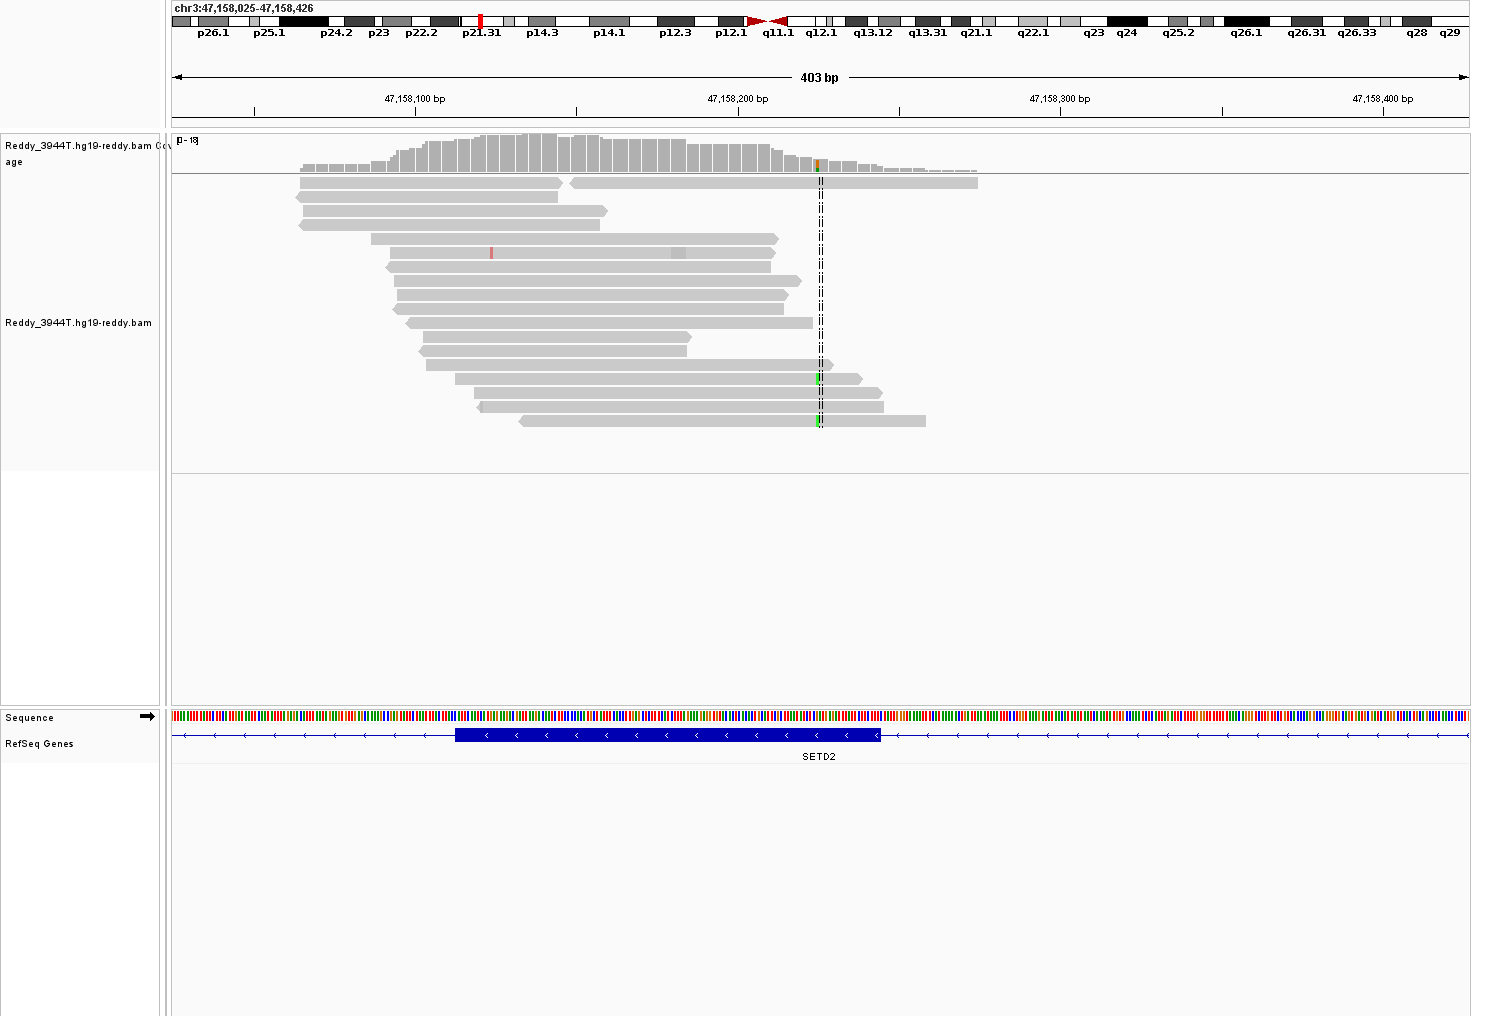 chr3:47,158,025-47,158,426
p26.1 p25.1 p24.2 p23 p22.2 p21.31 p14.3 p14.1 p12.3 p12.1 q11.1 q12.1 q13.12 q13.31 q21.1 q22.1 q23 q24 q25.2 q26.1 q26.31 q26.33 q28 q29
403 bp
47,158,100 bp 47,158,200 bp 47,158,300 bp 47,158,400 bp
[0 - 18]
Reddy_3944T.hg19-reddy.bam Cov
age
Reddy_3944T.hg19-reddy.bam
Sequence
RefSeq Genes
SETD2